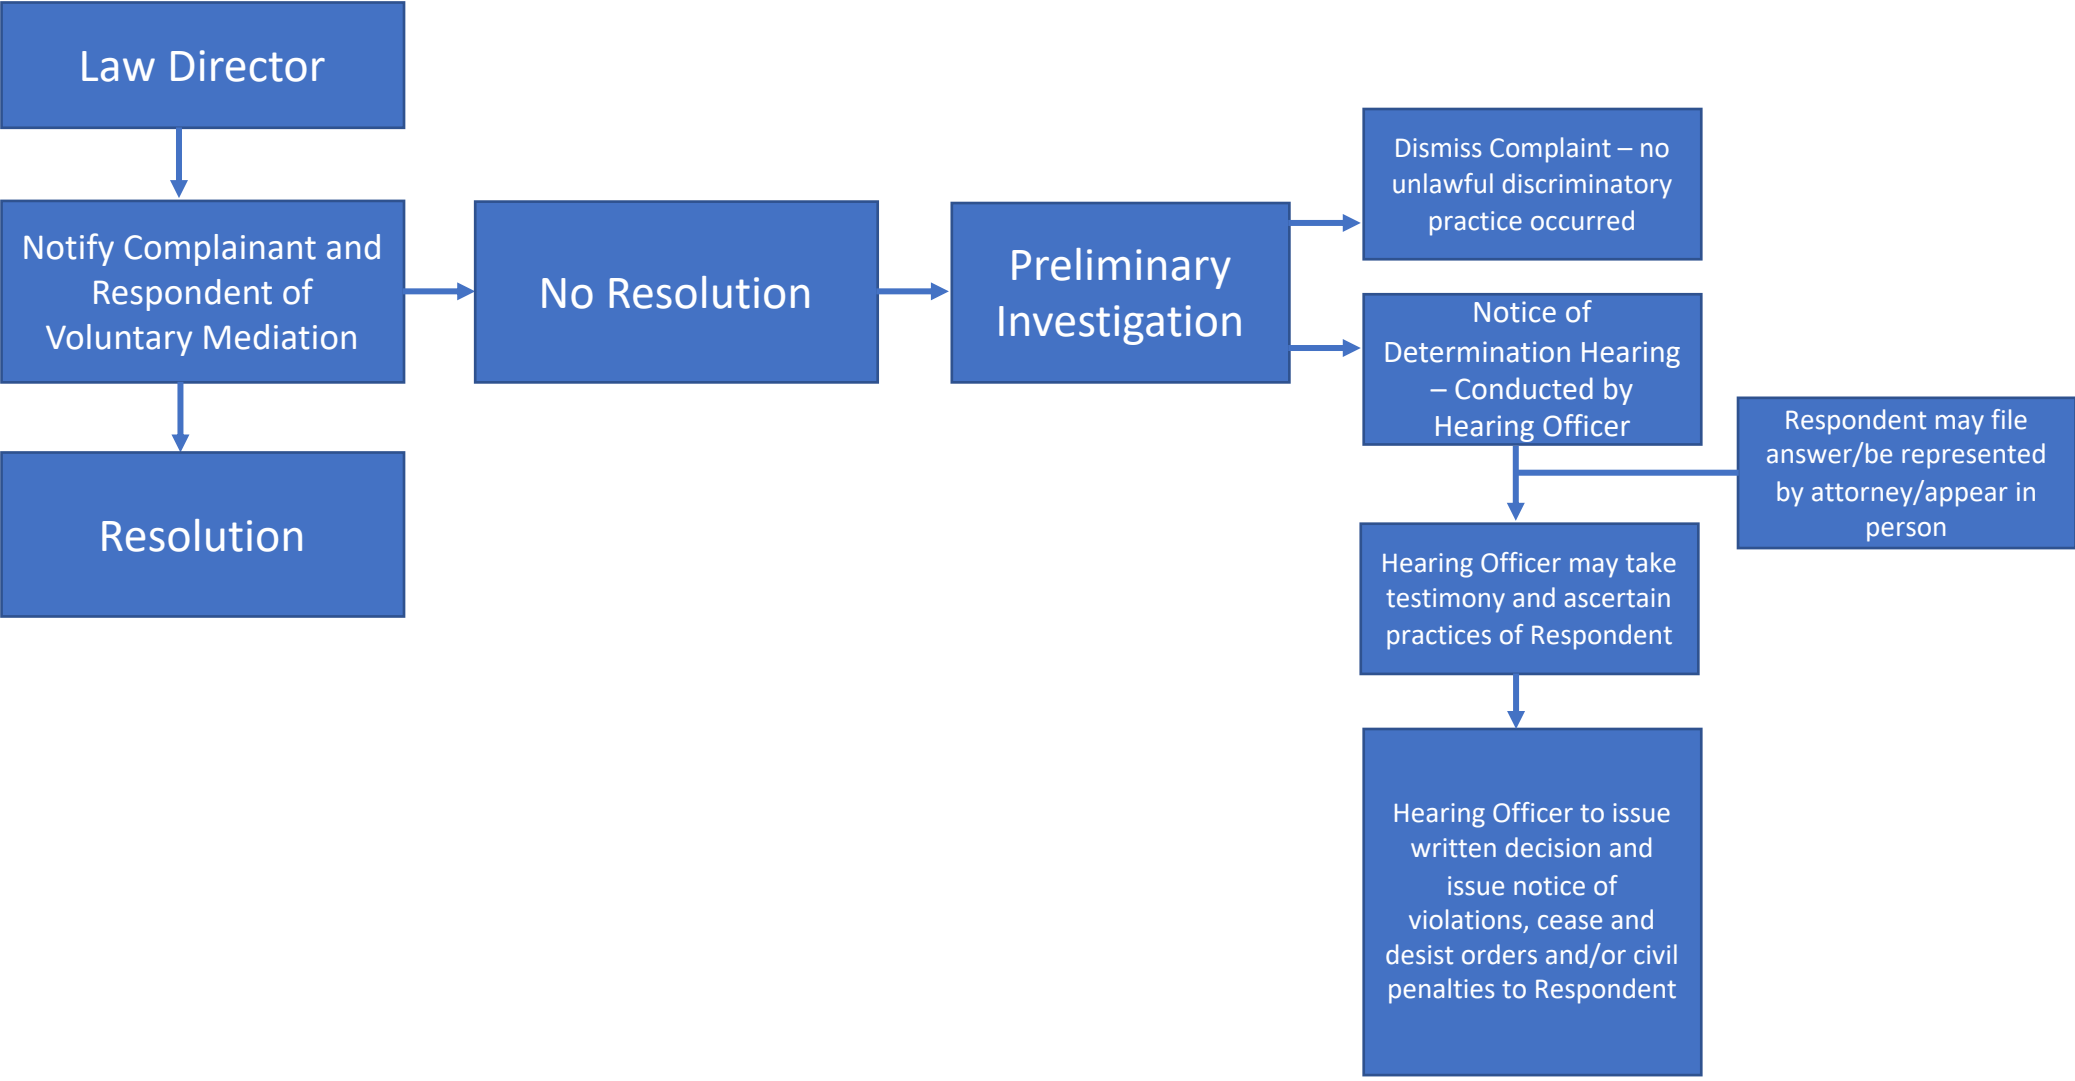 Law Director
Notify Complainant and
Respondent of
Voluntary Mediation
Resolution
No Resolution
Preliminary
Investigation
Dismiss Complaint – no
unlawful discriminatory
practice occurred
Notice of
Determination Hearing
– Conducted by
Hearing Officer
Respondent may file
answer/be represented
by attorney/appear in
person
Hearing Officer may take
testimony and ascertain
practices of Respondent
Hearing Officer to issue
written decision and
issue notice of
violations, cease and
desist orders and/or civil
penalties to Respondent